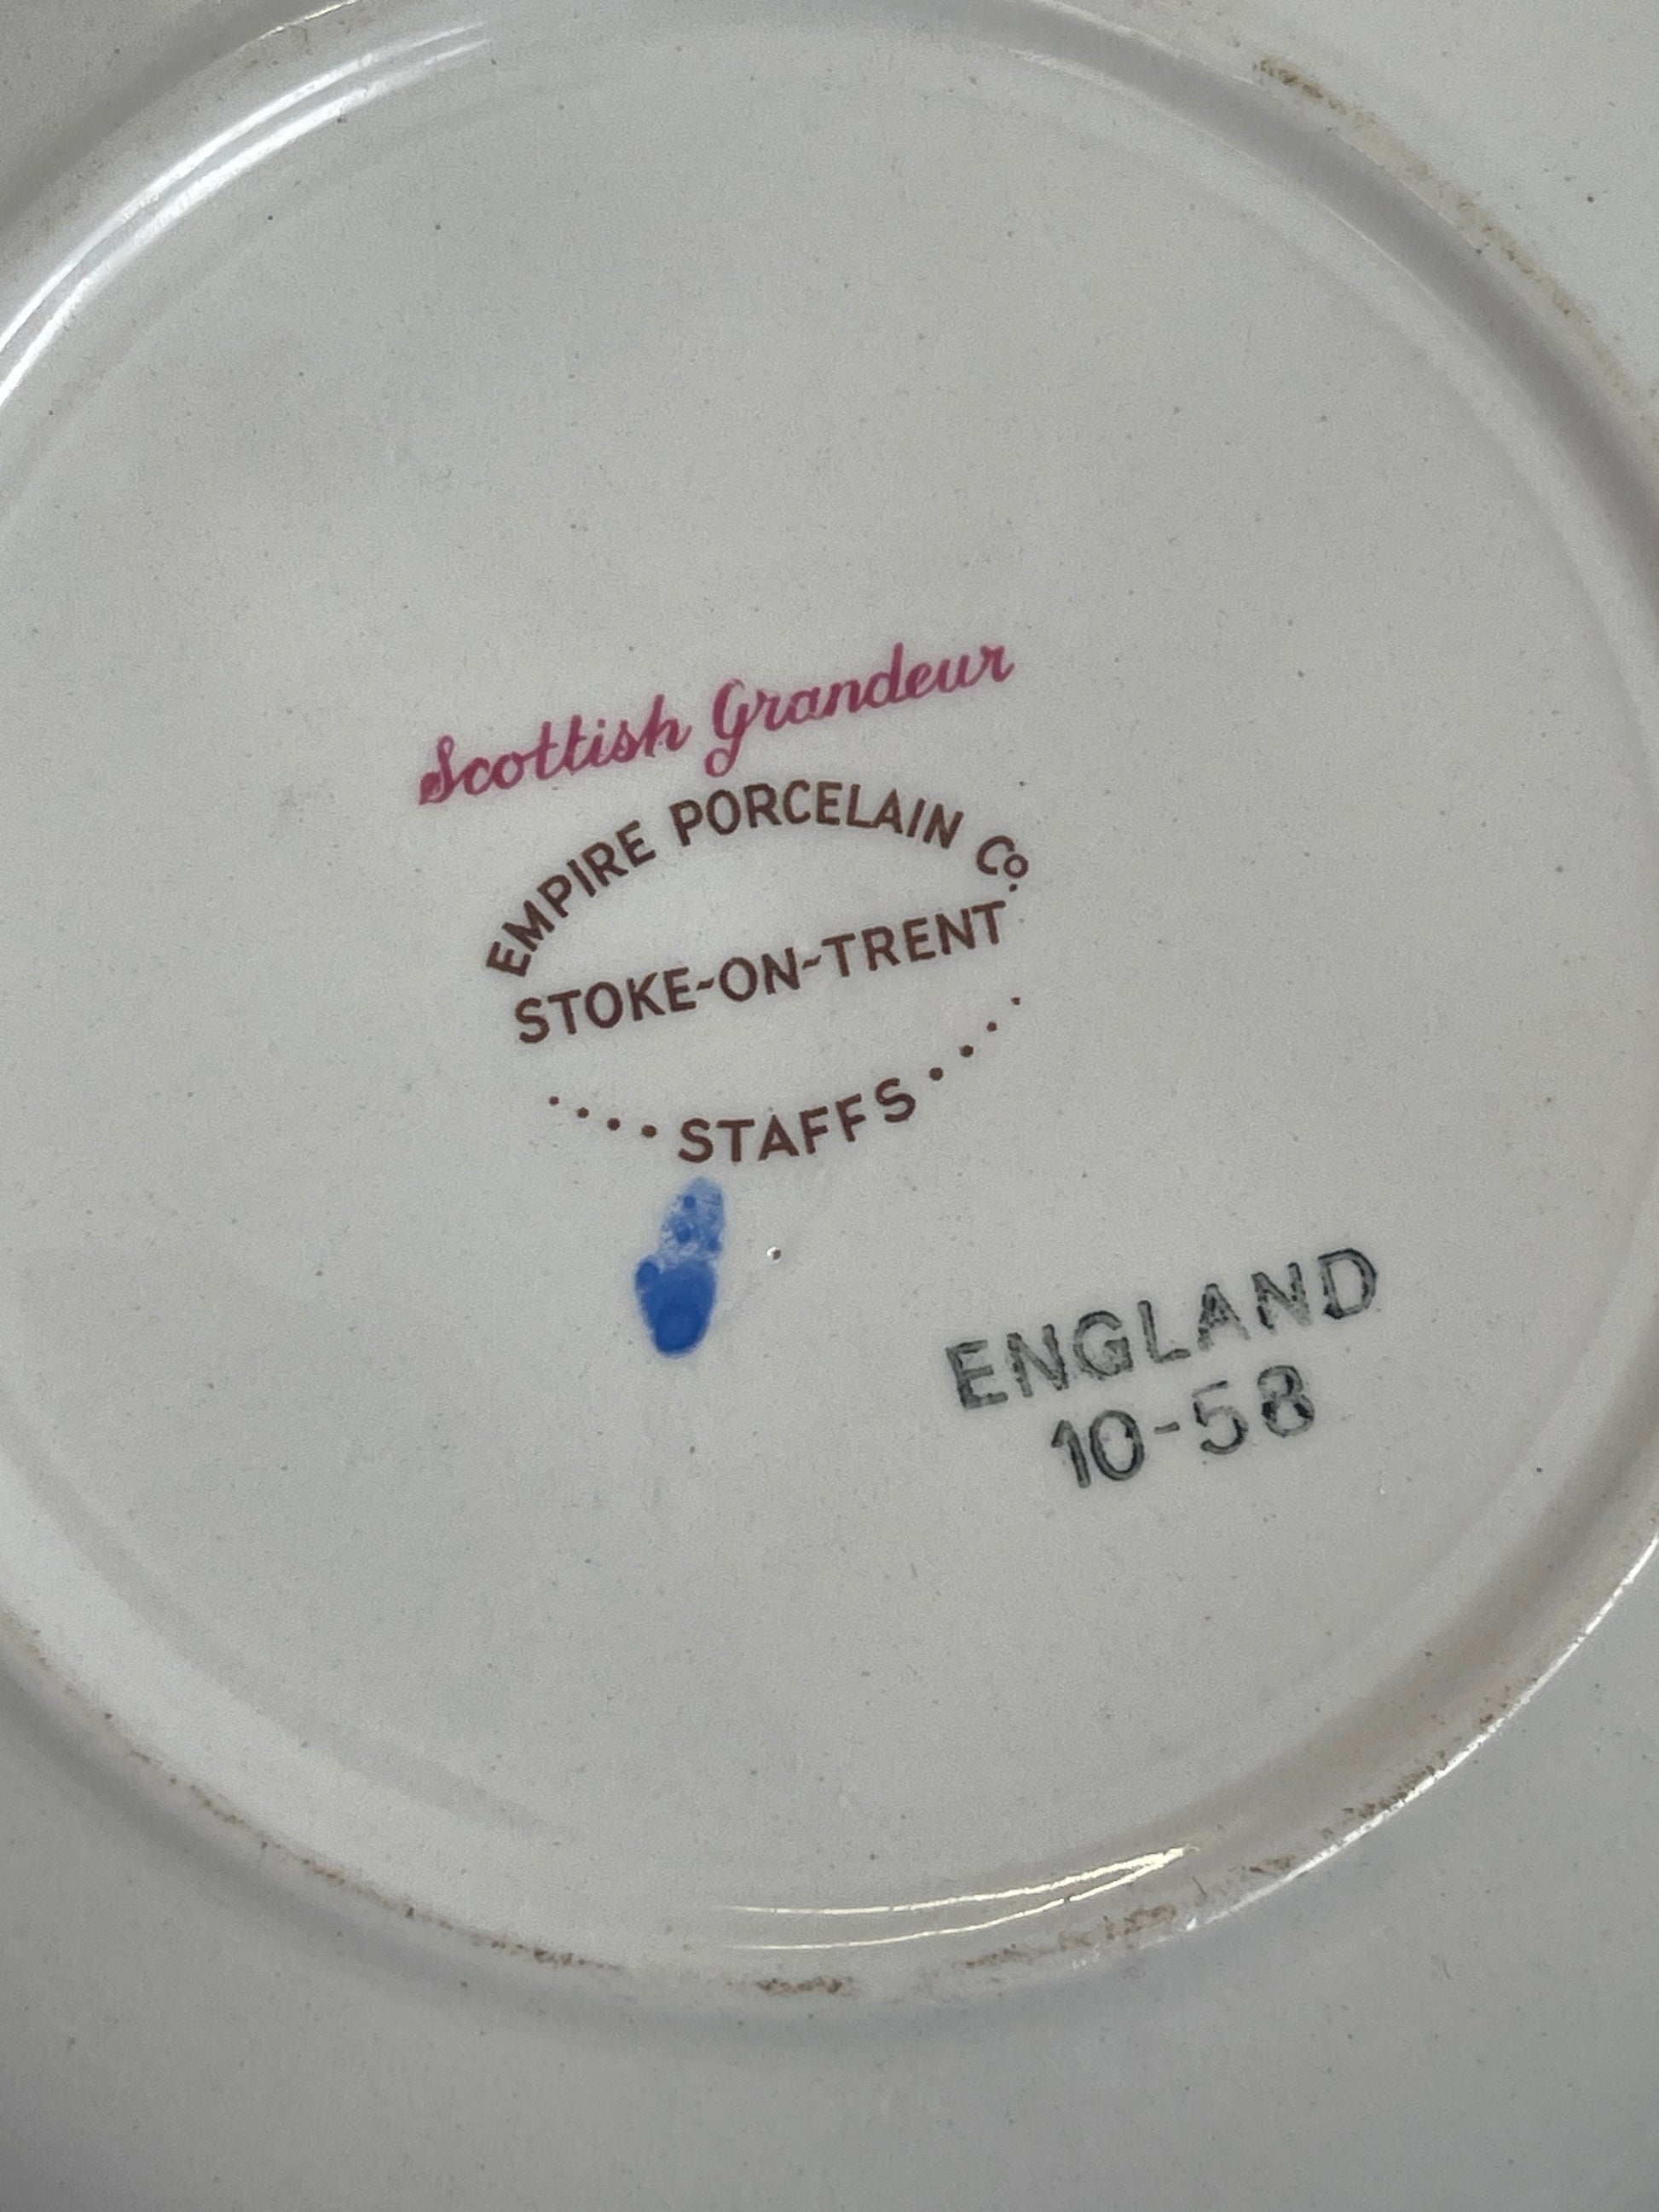 Scottish Grandeur
EMPIRE PORCELAIN Co.
STOKE-ON-TRENT
....STAFFS....
ENGLAND
10-58